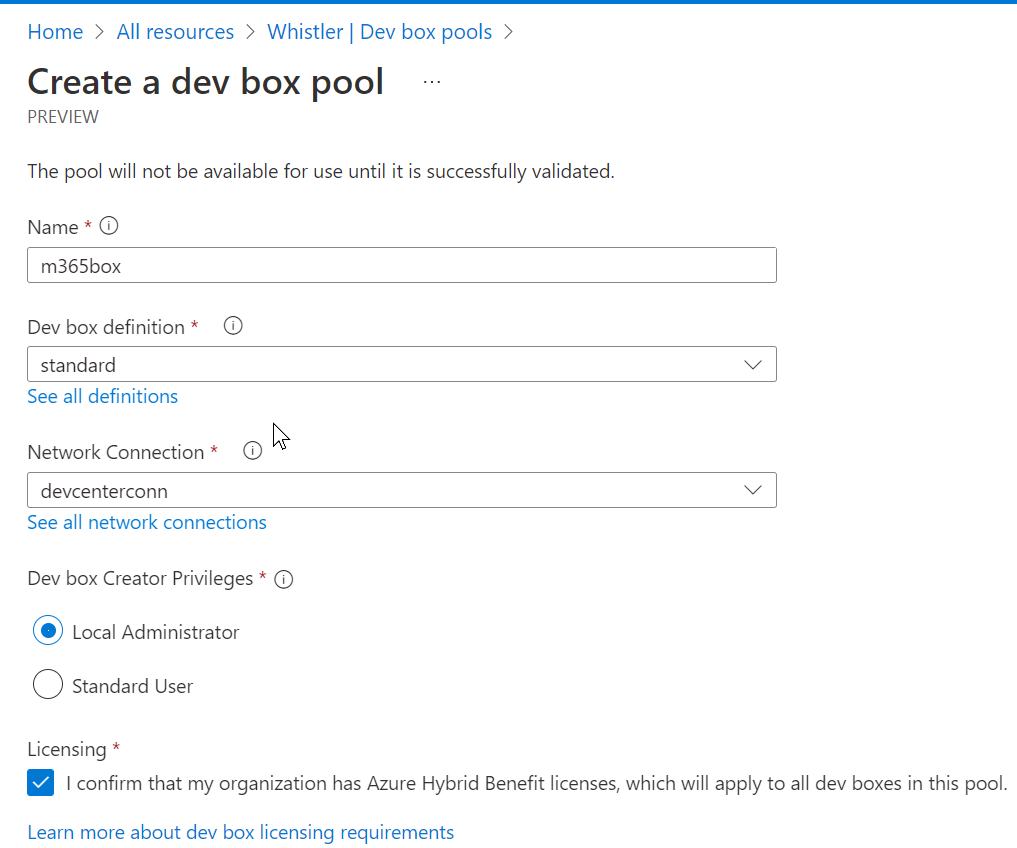 Home > All resources > Whistler | Dev box pools >
Create a dev box pool ...
PREVIEW
The pool will not be available for use until it is successfully validated.
Name *
m365box
Dev box definition *
standard
See all definitions
Network Connection *
devcenterconn
See all network connections
Dev box Creator Privileges *
Local Administrator
Standard User
Licensing *
I confirm that my organization has Azure Hybrid Benefit licenses, which will apply to all dev boxes in this pool.
Learn more about dev box licensing requirements